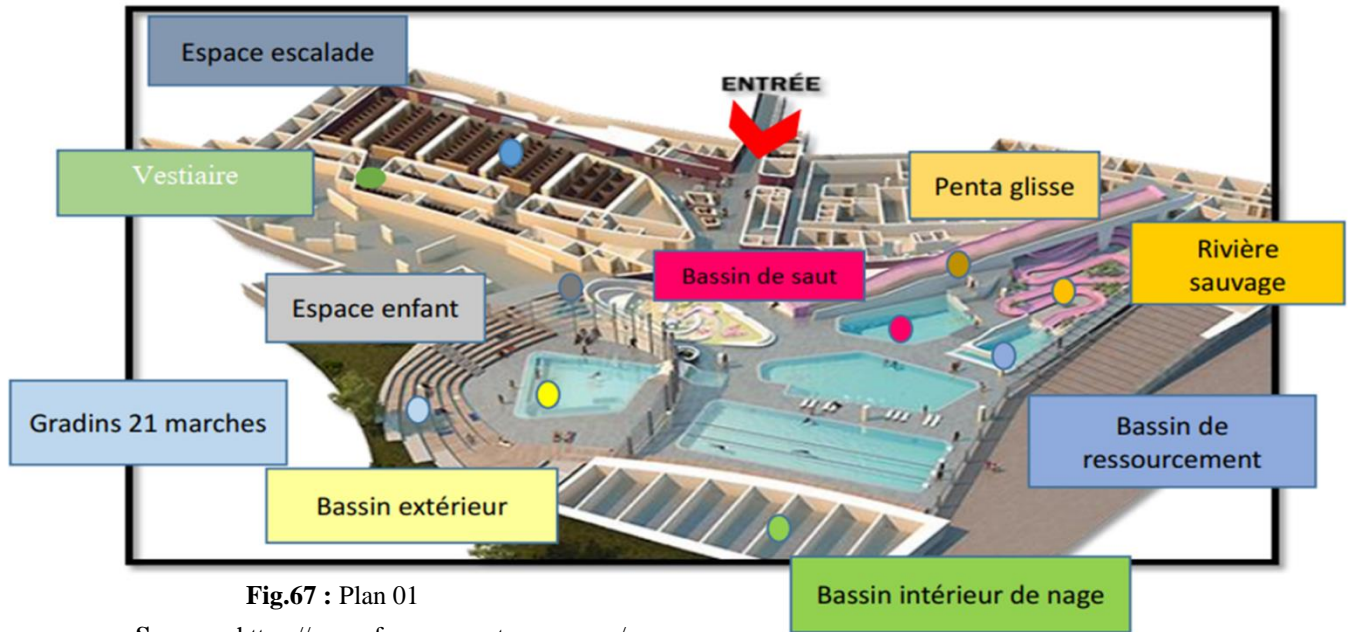 Espace escalade
ENTRÉE
Vestiaire
Penta glisse
Rivière
sauvage
Bassin de saut
Espace enfant
Gradins 21 marches
Bassin de
ressourcement
Bassin extérieur
Bassin intérieur de nage
Fig.67 : Plan 01